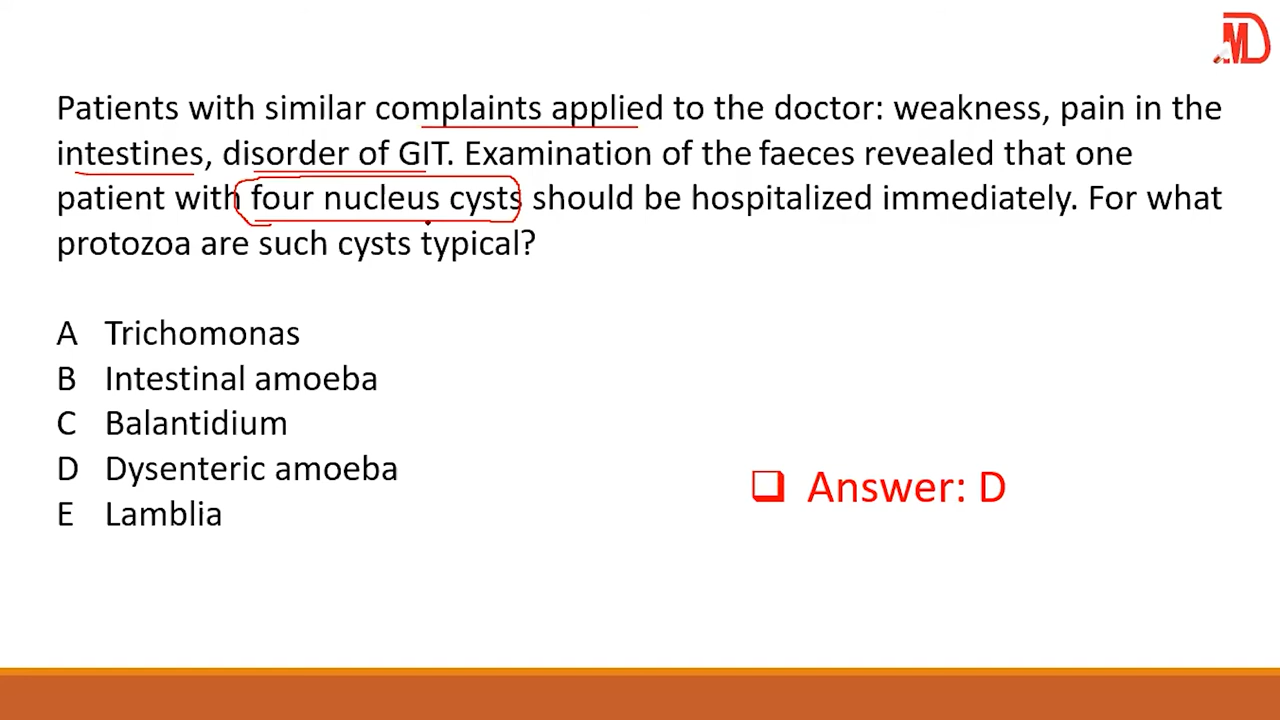 MD
Patients with similar complaints applied to the doctor: weakness, pain in the
intestines, disorder of GIT. Examination of the faeces revealed that one
patient with four nucleus cysts should be hospitalized immediately. For what
protozoa are such cysts typical?
A Trichomonas
B Intestinal amoeba
C Balantidium
D Dysenteric amoeba
E Lamblia
❑ Answer: D